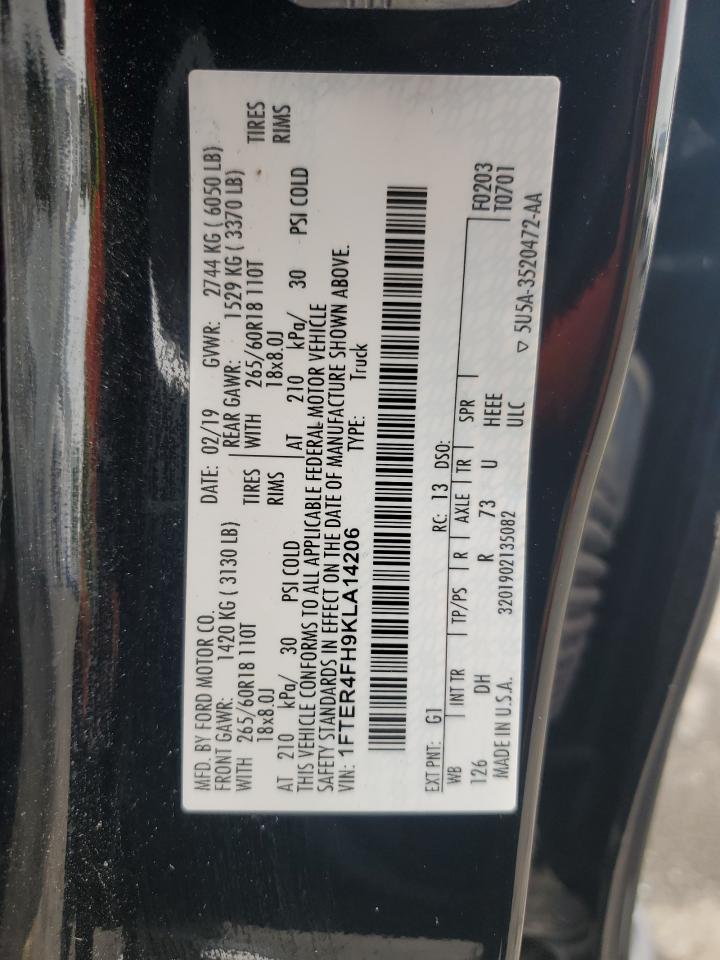 MFD. BY FORD MOTOR CO. DATE: 02/19 GVWR: 2744 KG ( 6050 LB)
FRONT GAWR: 1420 KG ( 3130 LB) REAR GAWR: 1529 KG ( 3370 LB)
WITH 265/60R18 110T TIRES WITH 265/60R18 110T TIRES
18x8.0J RIMS 18x8.0J RIMS
AT 210 kPa/ 30 PSI COLD AT 210 kPa/ 30 PSI COLD
THIS VEHICLE CONFORMS TO ALL APPLICABLE FEDERAL MOTOR VEHICLE
SAFETY STANDARDS IN EFFECT ON THE DATE OF MANUFACTURE SHOWN ABOVE.
VIN: 1FTER4FH9KLA14206 TYPE: Truck
EXT PNT: G1 RC: 13 DSO:
WB INT TR TP/PS R AXLE TR SPR F0203
126 DH R 73 U HEEE T0701
MADE IN U.S.A. 3201902135082 ULC
▽ 5U5A-3520472-AA